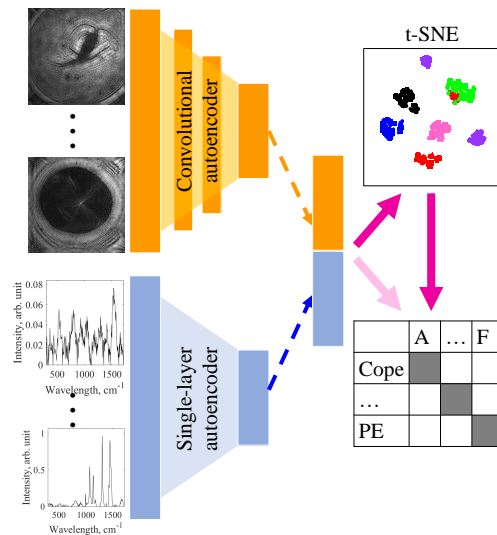 t-SNE
Convolutional
autoencoder
Intensity, arb. unit
0.08
0.06
0.04
0.02
0
500 1000 1500
Wavelength, cm-1
Single-layer
autoencoder
Intensity, arb. unit
1
0.5
0
500 1000 1500
Wavelength, cm-1
A … F
Cope
…
PE